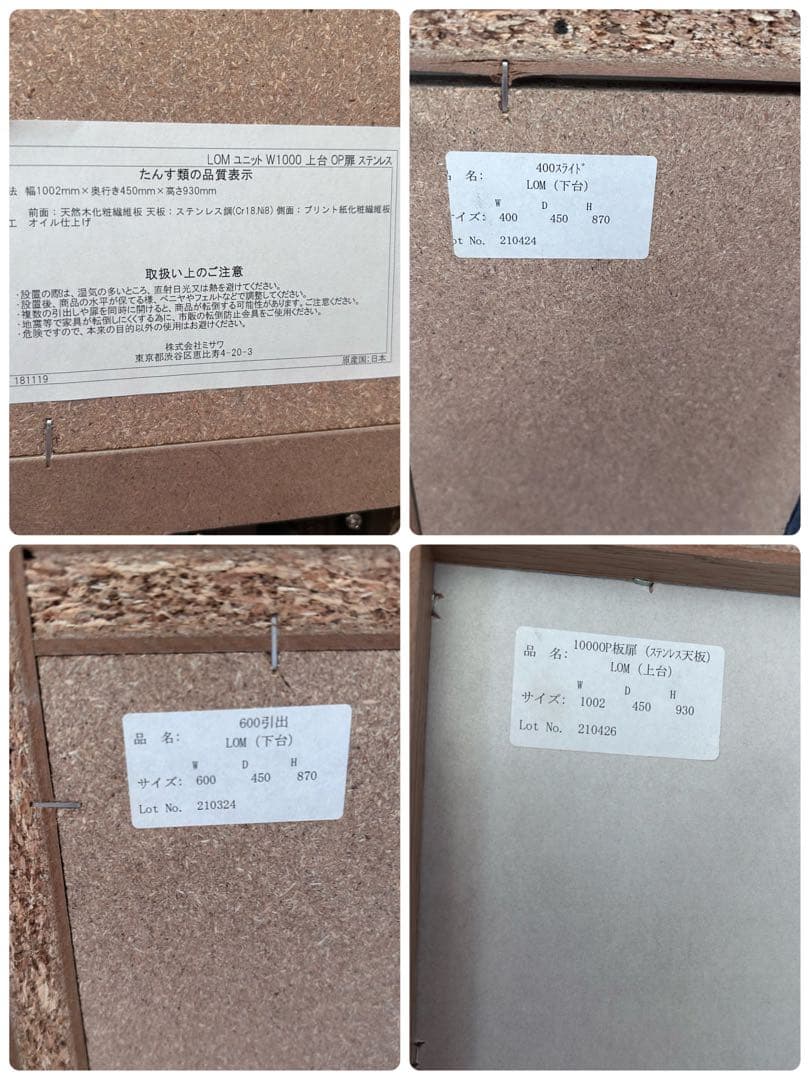 LOM ユニット W1000 上台 OP扉 ステンレス
たんす類の品質表示
法 幅1002mm×奥行き450mm×高さ930mm
前面：天然木化粧繊維板 天板：ステンレス鋼(Cr18.Ni8) 側面：プリント紙化粧繊維板
工 オイル仕上げ
取扱い上のご注意
・設置の際は、湿気の多いところ、直射日光又は熱を避けてください。
・設置後、商品の水平が保てる様、ベニヤやフェルトなどで調整してください。
・複数の引出しや扉を同時に開けると、商品が転倒する可能性があります。ご注意ください。
・地震等で家具が転倒しにくくする為に、市販の転倒防止金具をご使用ください。
・危険ですので、本来の目的以外の使用はお避けください。
株式会社ミサワ
東京都渋谷区恵比寿4-20-3
原産国：日本
181119
400ｽﾗｲﾄﾞ
名：
LOM（下台）
W D H
イズ： 400 450 870
ot No. 210424
600引出
品 名：
LOM（下台）
W D H
サイズ： 600 450 870
Lot No. 210324
1000OP板扉（ｽﾃﾝﾚｽ天板）
品 名：
LOM（上台）
W D H
サイズ： 1002 450 930
Lot No. 210426